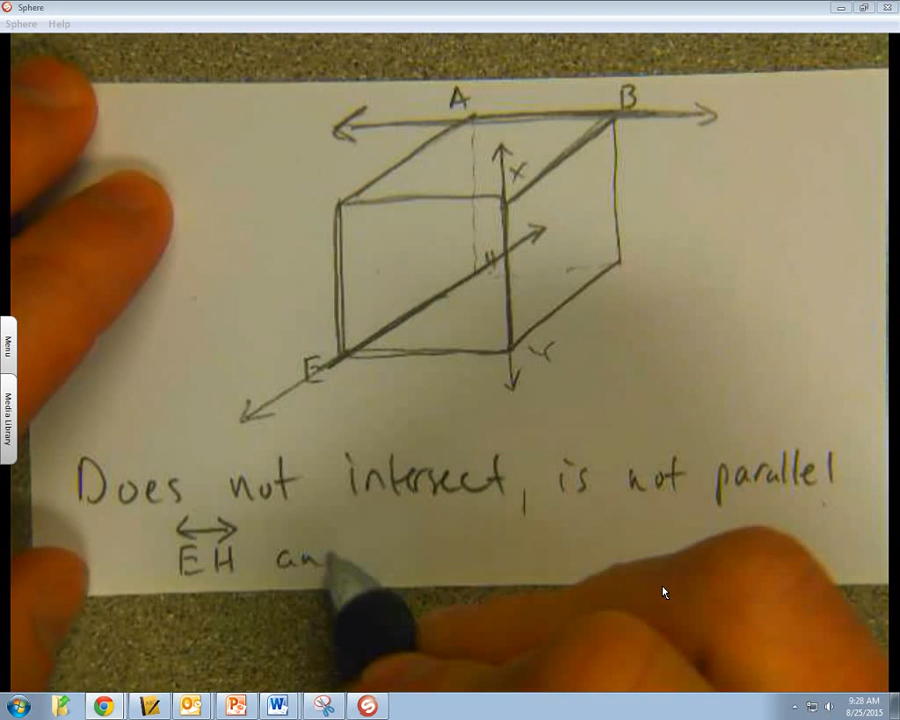 Sphere
Sphere Help
A
B
X
H
E
Y
Does not intersect, is not parallel
EH an
Menu
Media Library
9:28 AM
8/25/2015